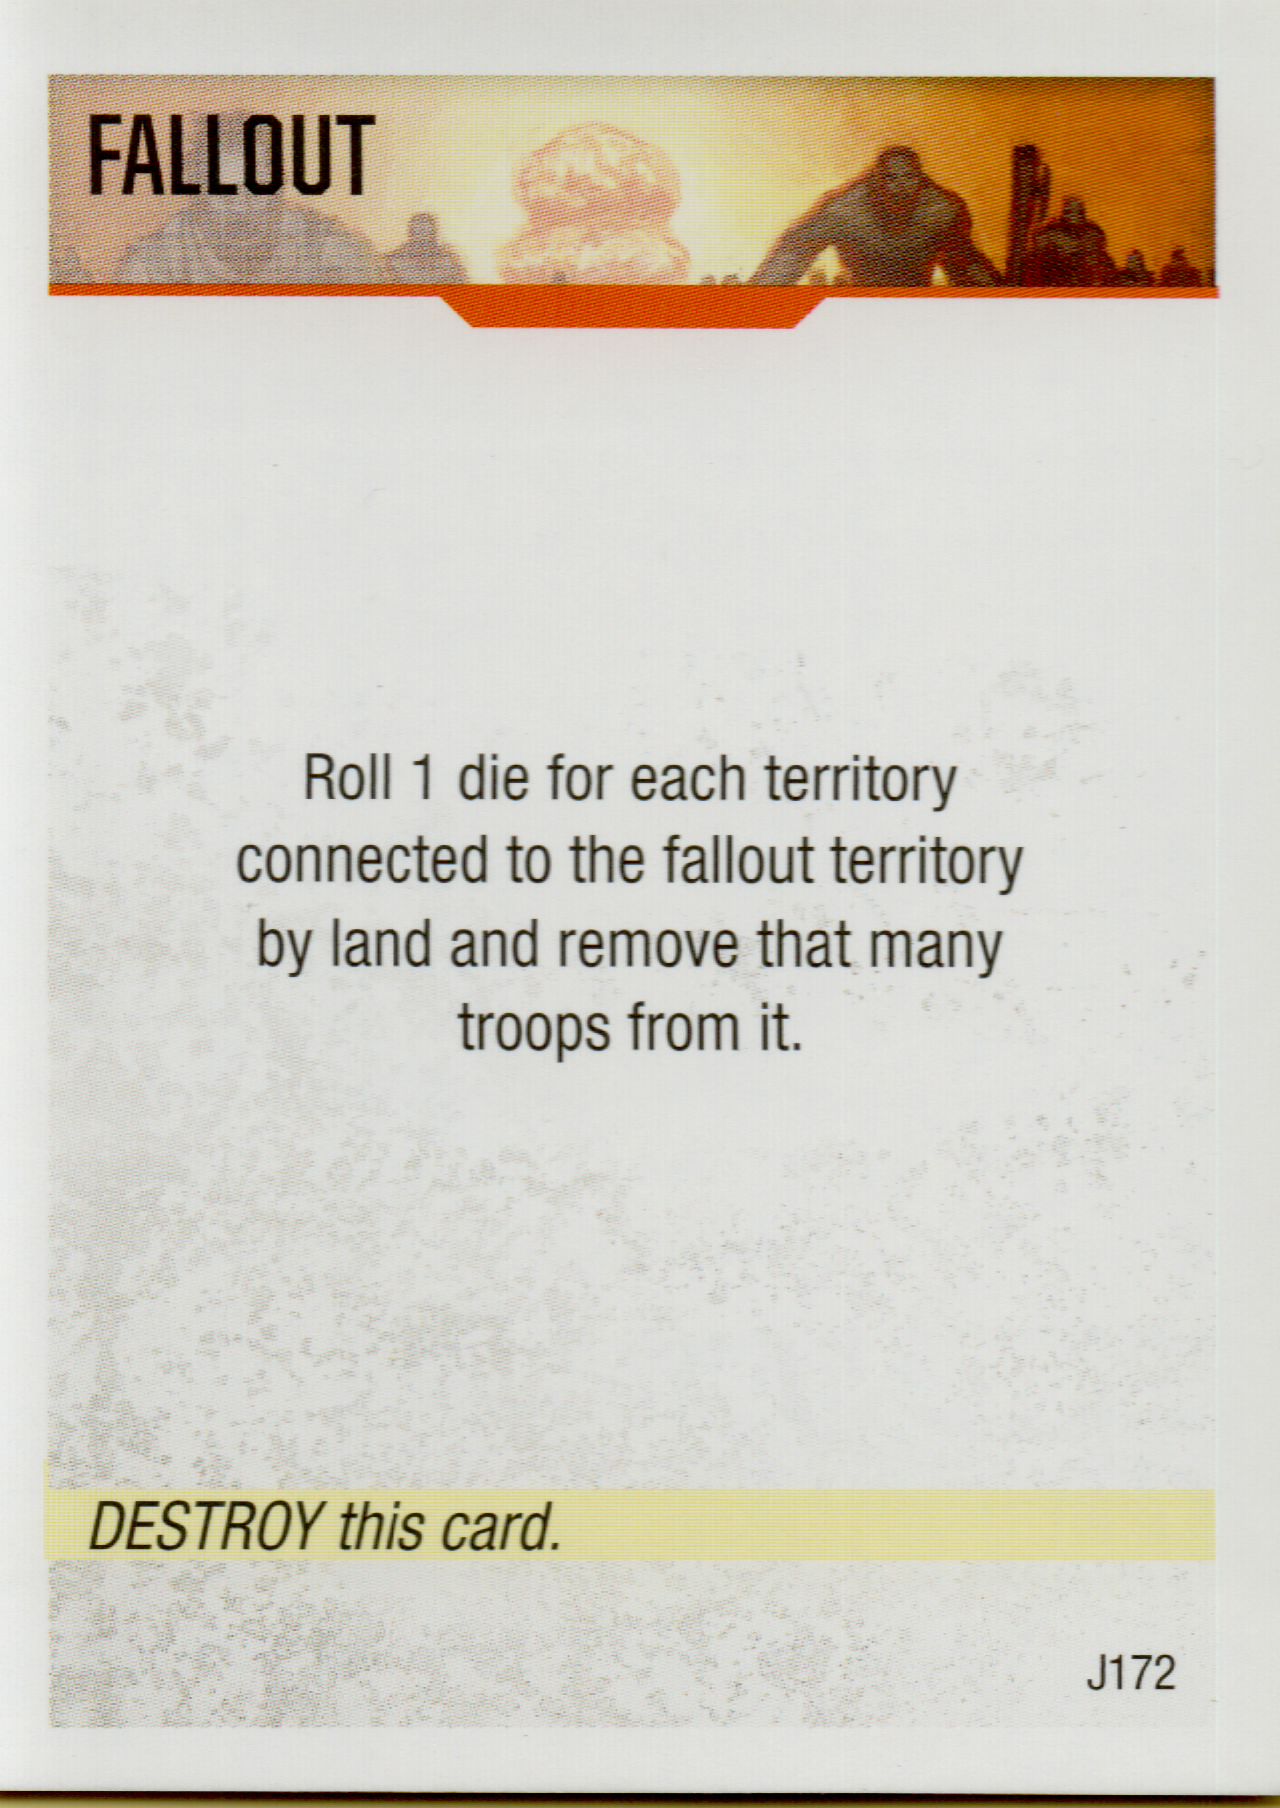 FALLOUT
Roll 1 die for each territory
connected to the fallout territory
by land and remove that many
troops from it.
DESTROY this card.
J172